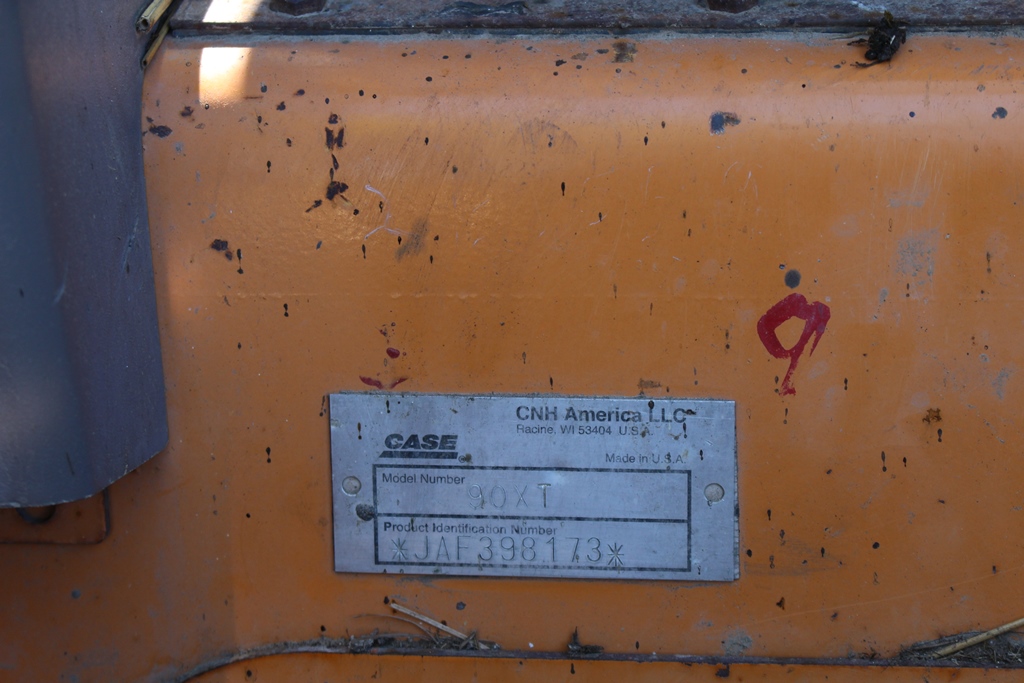 9
CNH America LLC
Racine, WI 53404 U.S.A.
CASE
Made in U.S.A.
Model Number
90XT
Product Identification Number
*JAF398173*